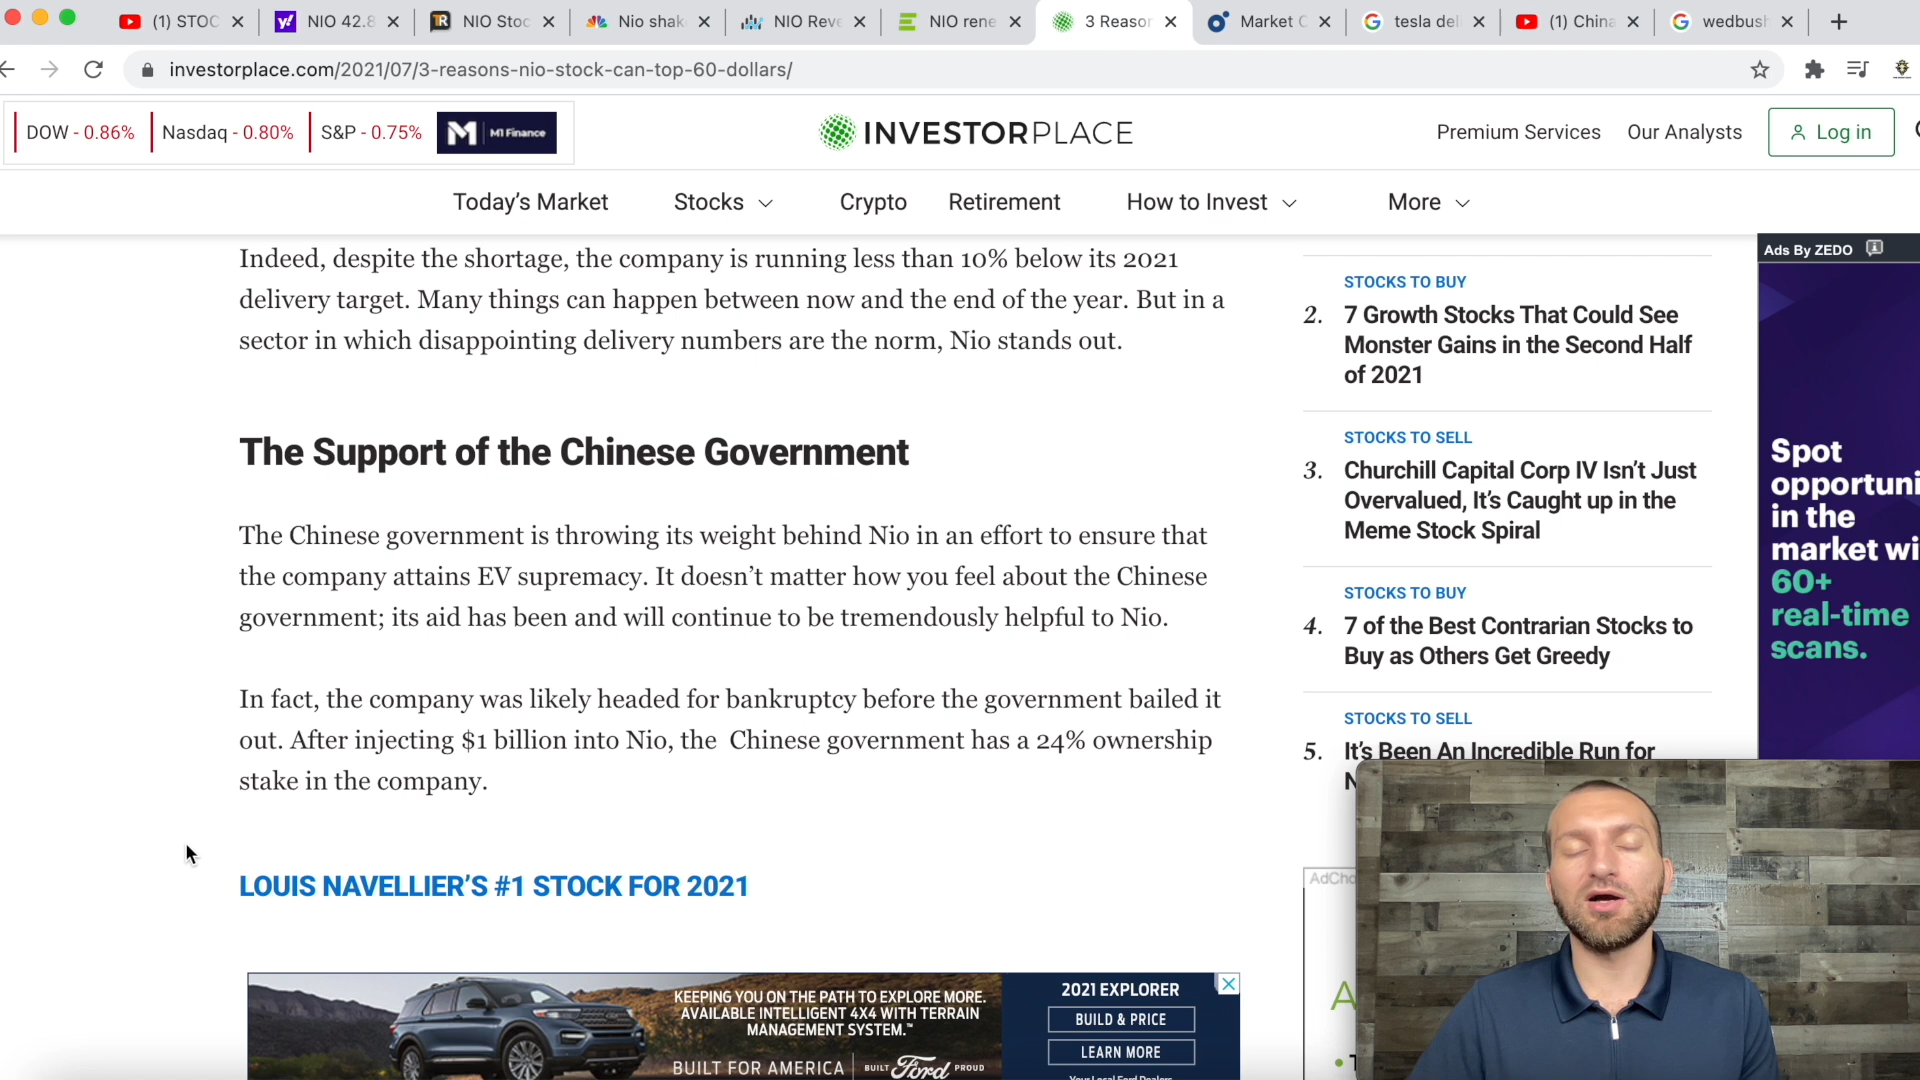 (1) STOC
NIO 42.8
NIO Stoc
Nio shak
NIO Reve
NIO rene
3 Reason
Market C
tesla del
(1) China
wedbush
investorplace.com/2021/07/3-reasons-nio-stock-can-top-60-dollars/
DOW - 0.86%
Nasdaq - 0.80%
S&P - 0.75%
M1 Finance
INVESTORPLACE
Premium Services
Our Analysts
Log in
Today's Market
Stocks
Crypto
Retirement
How to Invest
More
Indeed, despite the shortage, the company is running less than 10% below its 2021
delivery target. Many things can happen between now and the end of the year. But in a
sector in which disappointing delivery numbers are the norm, Nio stands out.
The Support of the Chinese Government
The Chinese government is throwing its weight behind Nio in an effort to ensure that
the company attains EV supremacy. It doesn't matter how you feel about the Chinese
government; its aid has been and will continue to be tremendously helpful to Nio.
In fact, the company was likely headed for bankruptcy before the government bailed it
out. After injecting $1 billion into Nio, the Chinese government has a 24% ownership
stake in the company.
LOUIS NAVELLIER'S #1 STOCK FOR 2021
KEEPING YOU ON THE PATH TO EXPLORE MORE.
AVAILABLE INTELLIGENT 4X4 WITH TERRAIN
MANAGEMENT SYSTEM.™
BUILT FOR AMERICA
BUILT Ford PROUD
2021 EXPLORER
BUILD & PRICE
LEARN MORE
Your Local Ford Dealers
STOCKS TO BUY
2. 7 Growth Stocks That Could See
Monster Gains in the Second Half
of 2021
STOCKS TO SELL
3. Churchill Capital Corp IV Isn't Just
Overvalued, It's Caught up in the
Meme Stock Spiral
STOCKS TO BUY
4. 7 of the Best Contrarian Stocks to
Buy as Others Get Greedy
STOCKS TO SELL
5. It's Been An Incredible Run for
N
AdCho
A
Ads By ZEDO
Spot
opportuni
in the
market wi
60+
real-time
scans.